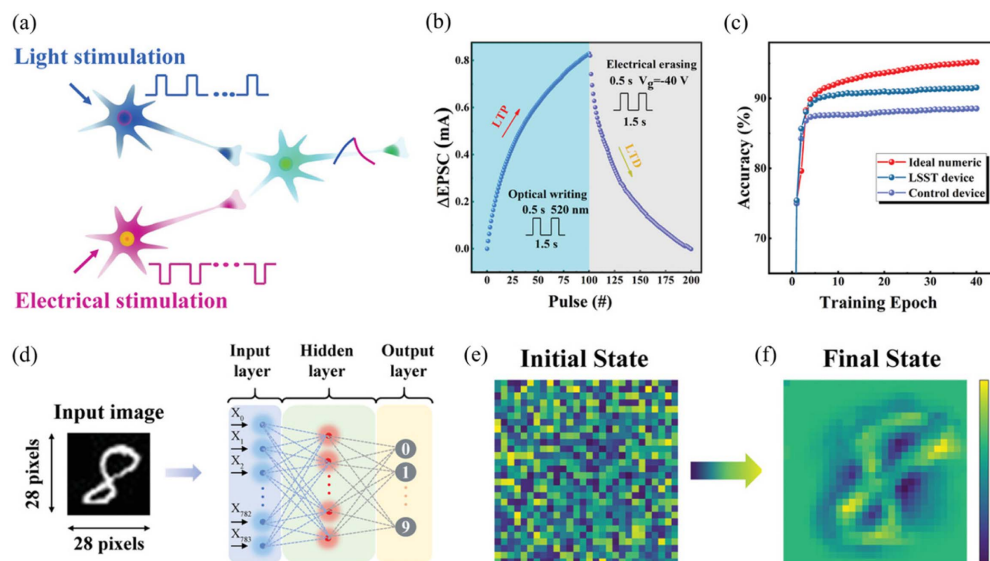 (a)
Light stimulation
Electrical stimulation
(b)
ΔEPSC (mA)
0.8
0.6
0.4
0.2
0.0
LTP
Optical writing
0.5 s 520 nm
1.5 s
Electrical erasing
0.5 s Vg=-40 V
1.5 s
LTD
0 25 50 75 100 125 150 175 200
Pulse (#)
(c)
Accuracy (%)
90
80
70
Ideal numeric
LSST device
Control device
0 10 20 30 40
Training Epoch
(d)
Input image
28 pixels
28 pixels
Input layer
Hidden layer
Output layer
X0
X1
X2
X782
X783
0
1
9
(e)
Initial State
(f)
Final State